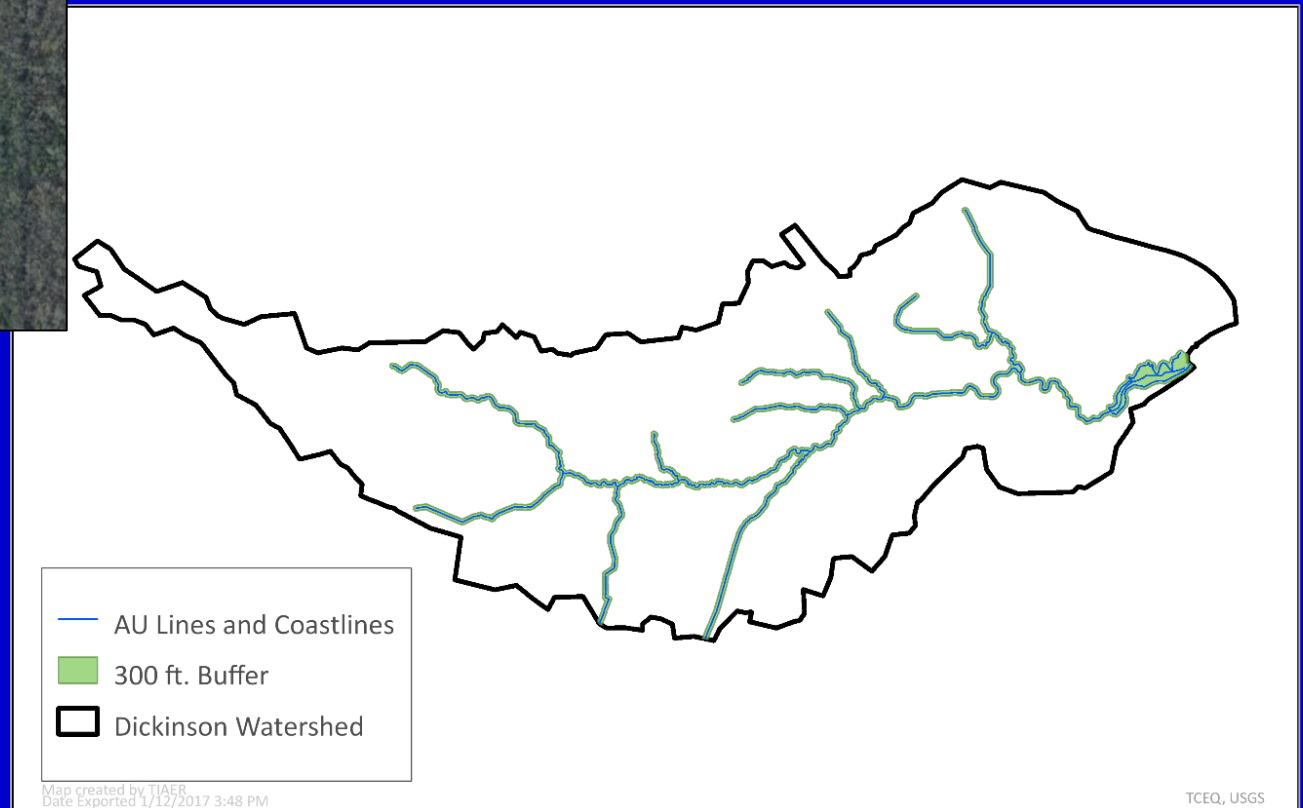 AU Lines and Coastlines
300 ft. Buffer
Dickinson Watershed
Map created by TIAER
Date Exported 1/12/2017 3:48 PM
TCEQ, USGS